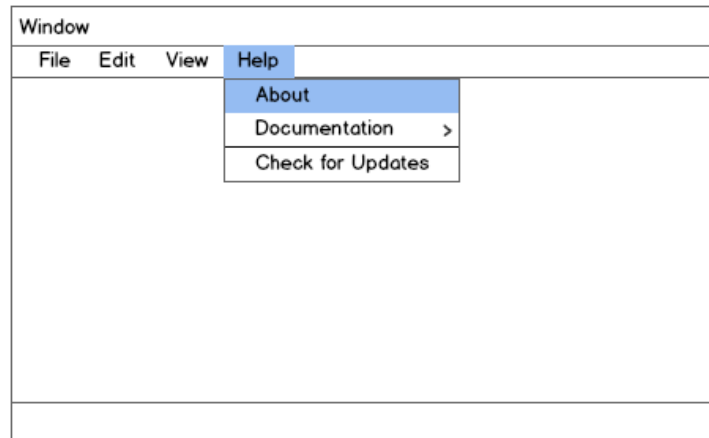 Window
File Edit View Help
About
Documentation >
Check for Updates